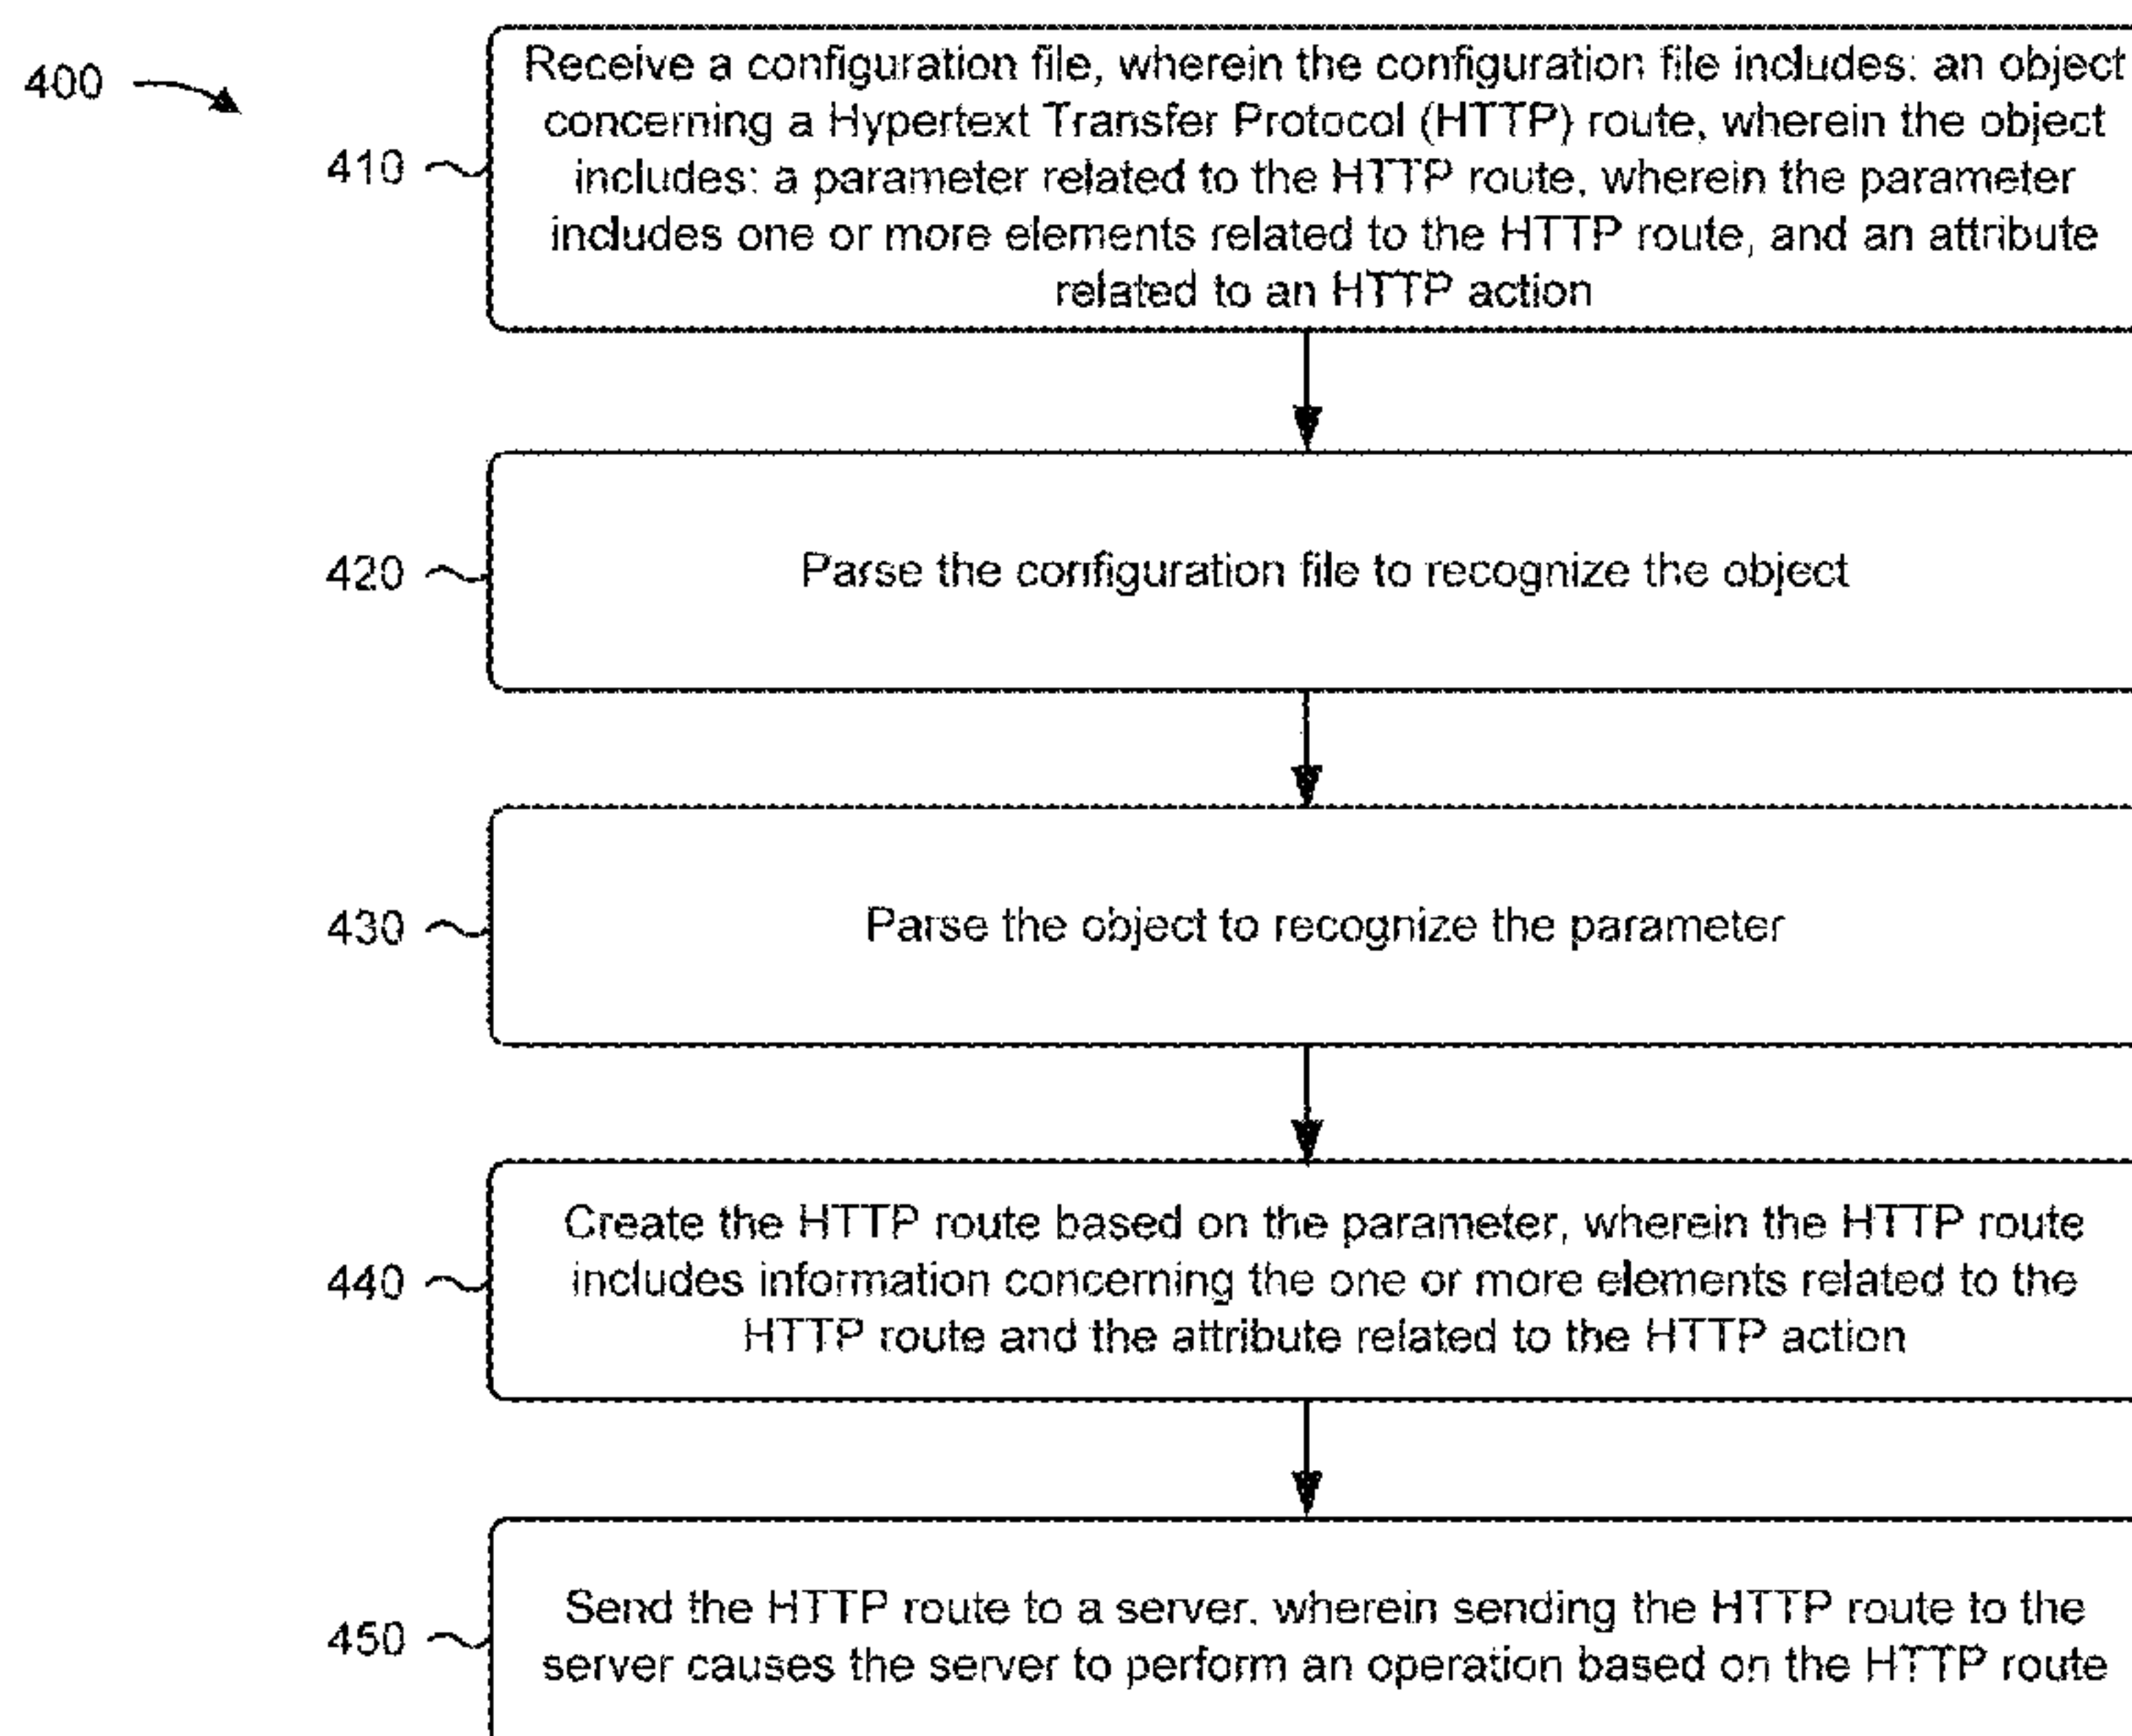 400
Receive a configuration file, wherein the configuration file includes: an object
concerning a Hypertext Transfer Protocol (HTTP) route, wherein the object
410
includes: a parameter related to the HTTP route, wherein the parameter
includes one or more elements related to the HTTP route, and an attribute
related to an HTTP action
420
Parse the configuration file to recognize the object
430
Parse the object to recognize the parameter
Create the HTTP route based on the parameter, wherein the HTTP route
440
includes information concerning the one or more elements related to the
HTTP route and the attribute related to the HTTP action
Send the HTTP route to a server, wherein sending the HTTP route to the
450
server causes the server to perform an operation based on the HTTP route